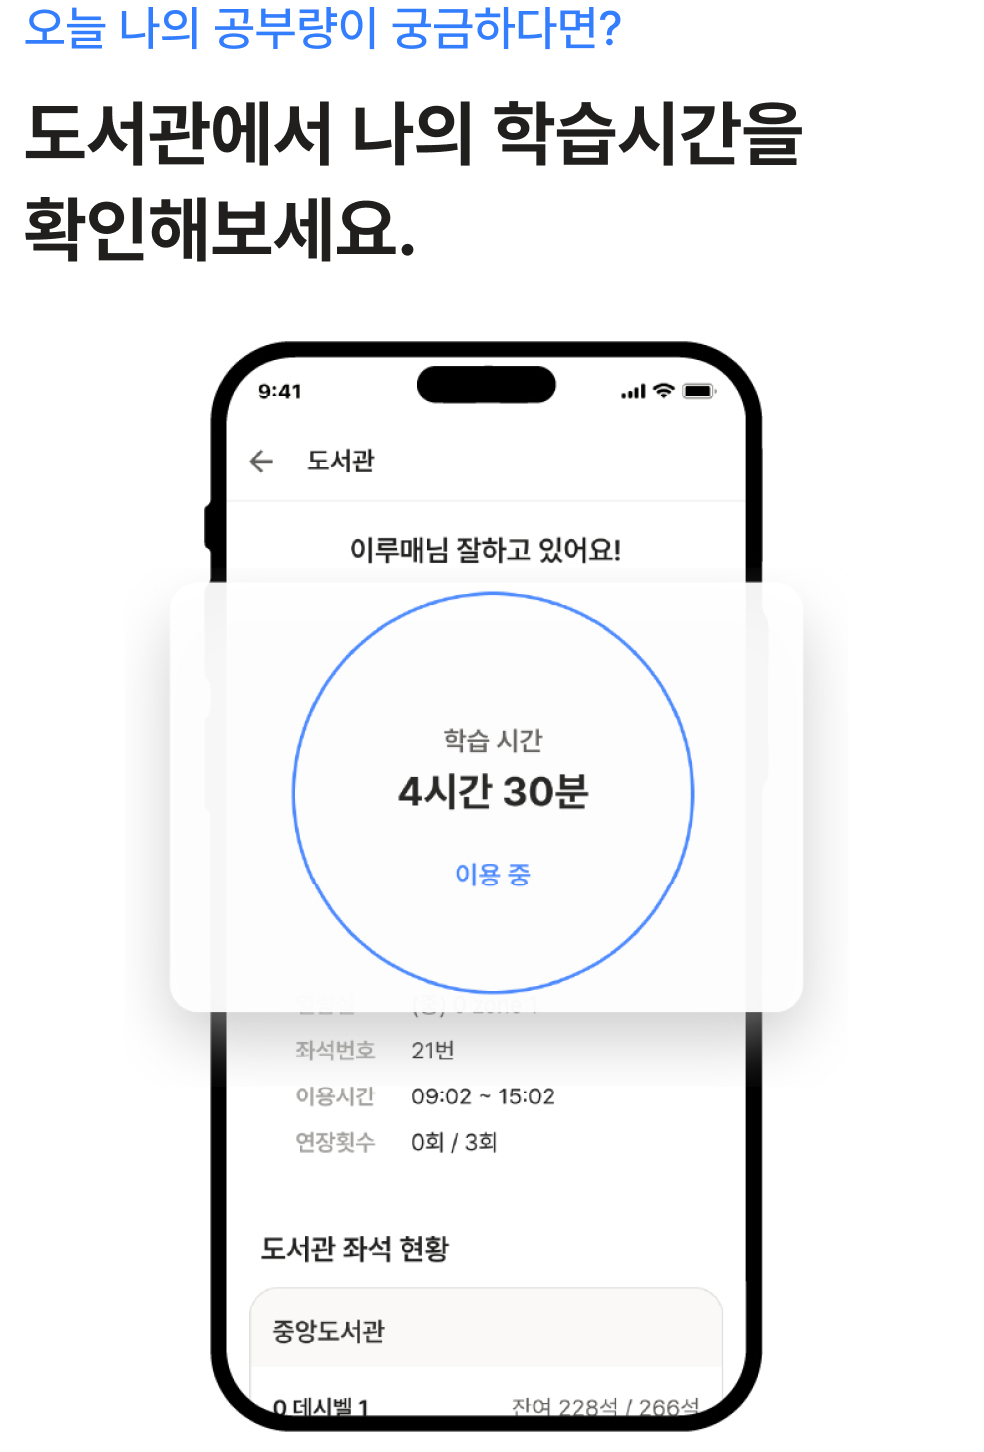 오늘 나의 공부량이 궁금하다면?
도서관에서 나의 학습시간을
확인해보세요.
9:41
도서관
이루매님 잘하고 있어요!
학습 시간
4시간 30분
이용 중
(중) 0 zone 1
좌석번호 21번
이용시간 09:02 ~ 15:02
연장횟수 0회 / 3회
도서관 좌석 현황
중앙도서관
0 데시벨 1 잔여 228석 / 266석